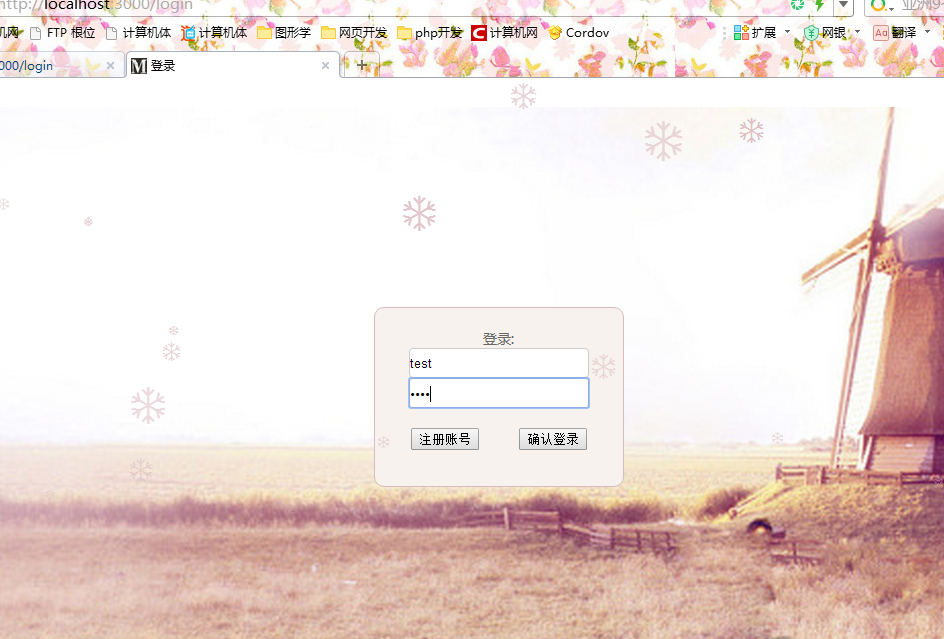 http://localhost:3000/login
FTP 根位 计算机体 计算机体 图形学 网页开发 php开发 计算机网 Cordov 扩展 网银 Aa 翻译
000/login 登录
登录:
test
••••
注册账号 确认登录